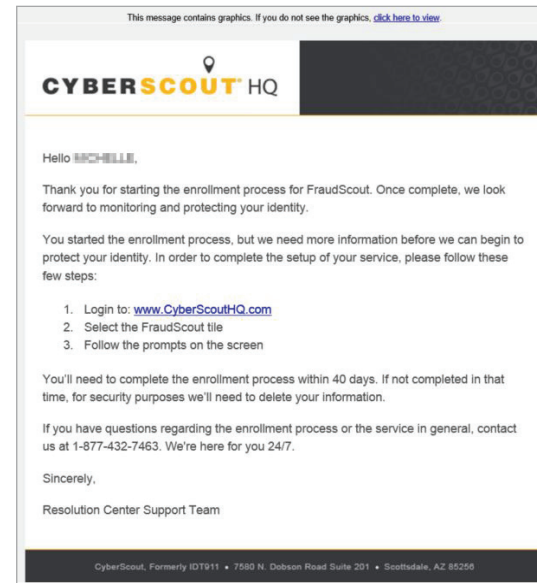 This message contains graphics. If you do not see the graphics, click here to view.
CYBERSCOUT HQ
Hello
Thank you for starting the enrollment process for FraudScout. Once complete, we look
forward to monitoring and protecting your identity.
You started the enrollment process, but we need more information before we can begin to
protect your identity. In order to complete the setup of your service, please follow these
few steps:
1. Login to: www.CyberScoutHQ.com
2. Select the FraudScout tile
3. Follow the prompts on the screen
You'll need to complete the enrollment process within 40 days. If not completed in that
time, for security purposes we'll need to delete your information.
If you have questions regarding the enrollment process or the service in general, contact
us at 1-877-432-7463. We're here for you 24/7.
Sincerely,
Resolution Center Support Team
CyberScout, Formerly IDT911 • 7580 N. Dobson Road Suite 201 • Scottsdale, AZ 85256